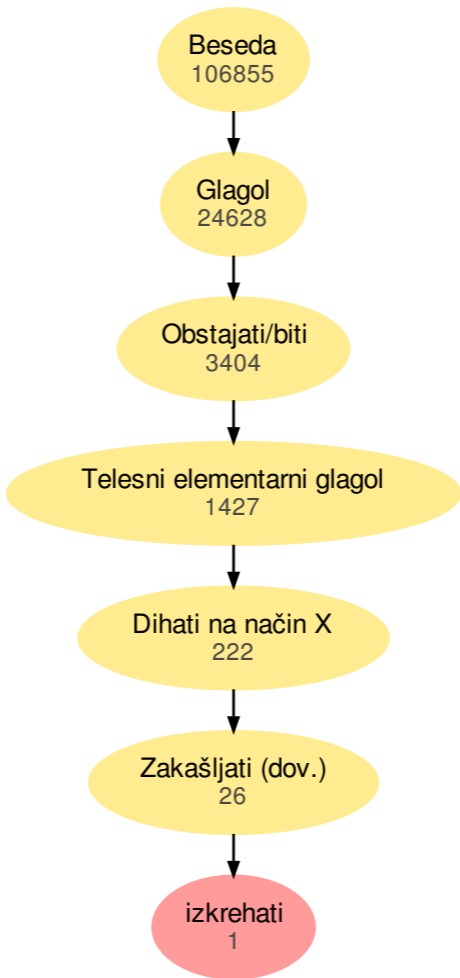 Beseda
106855
Glagol
24628
Obstajati/biti
3404
Telesni elementarni glagol
1427
Dihati na način X
222
Zakašljati (dov.)
26
izkrehati
1